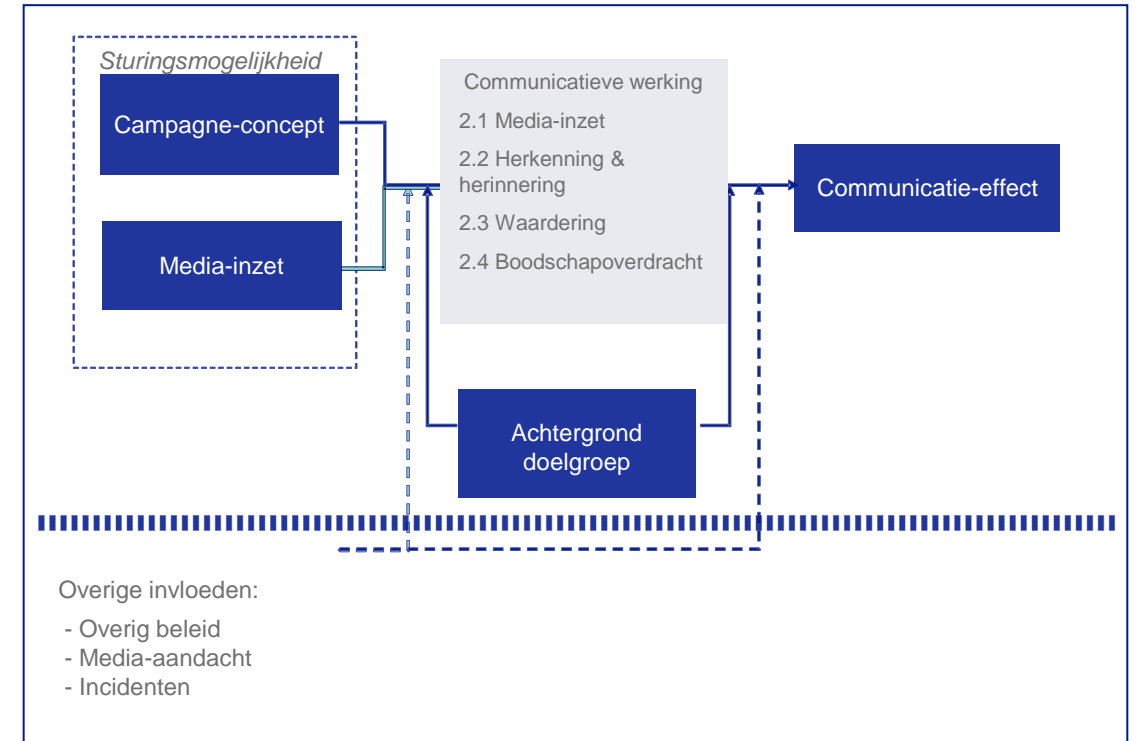 Sturingsmogelijkheid
Campagne-concept
Media-inzet
Communicatieve werking
2.1 Media-inzet
2.2 Herkenning &
herinnering
2.3 Waardering
2.4 Boodschapoverdracht
Communicatie-effect
Achtergrond
doelgroep
Overige invloeden:
- Overig beleid
- Media-aandacht
- Incidenten